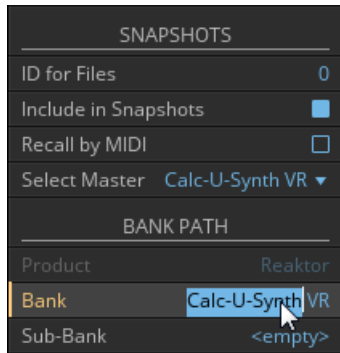 SNAPSHOTS
ID for Files 0
Include in Snapshots
Recall by MIDI
Select Master Calc-U-Synth VR ▼
BANK PATH
Product Reaktor
Bank Calc-U-Synth VR
Sub-Bank <empty>